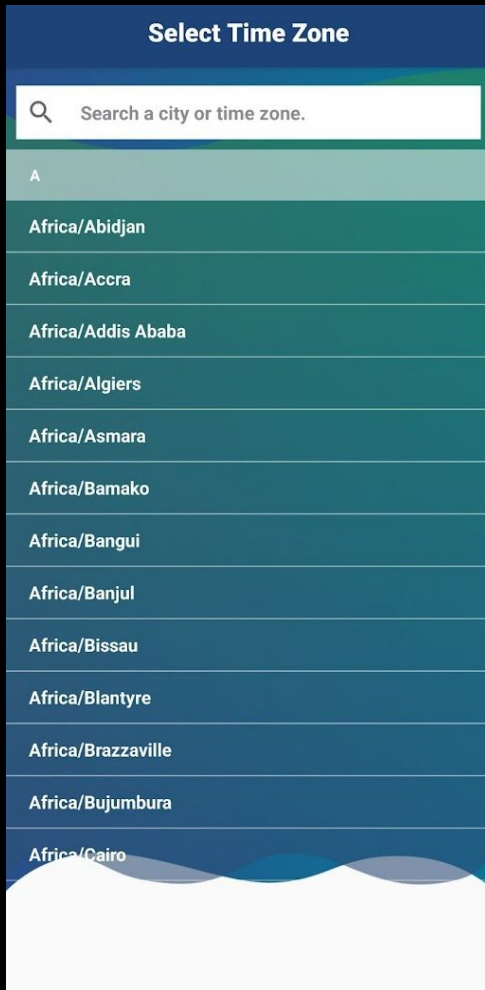 Select Time Zone
Search a city or time zone.
A
Africa/Abidjan
Africa/Accra
Africa/Addis Ababa
Africa/Algiers
Africa/Asmara
Africa/Bamako
Africa/Bangui
Africa/Banjul
Africa/Bissau
Africa/Blantyre
Africa/Brazzaville
Africa/Bujumbura
Africa/Cairo